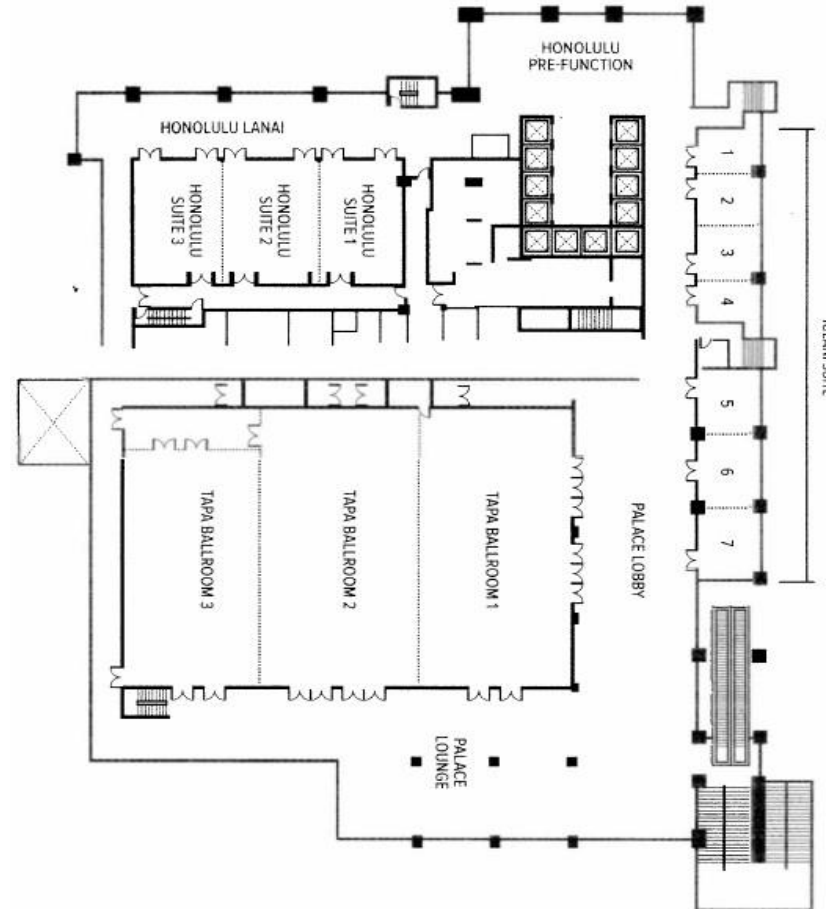 HONOLULU
PRE-FUNCTION
HONOLULU LANAI
HONOLULU
SUITE 3
HONOLULU
SUITE 2
HONOLULU
SUITE 1
1
2
3
4
5
6
7
TAPA BALLROOM 3
TAPA BALLROOM 2
TAPA BALLROOM 1
PALACE LOBBY
PALACE
LOUNGE